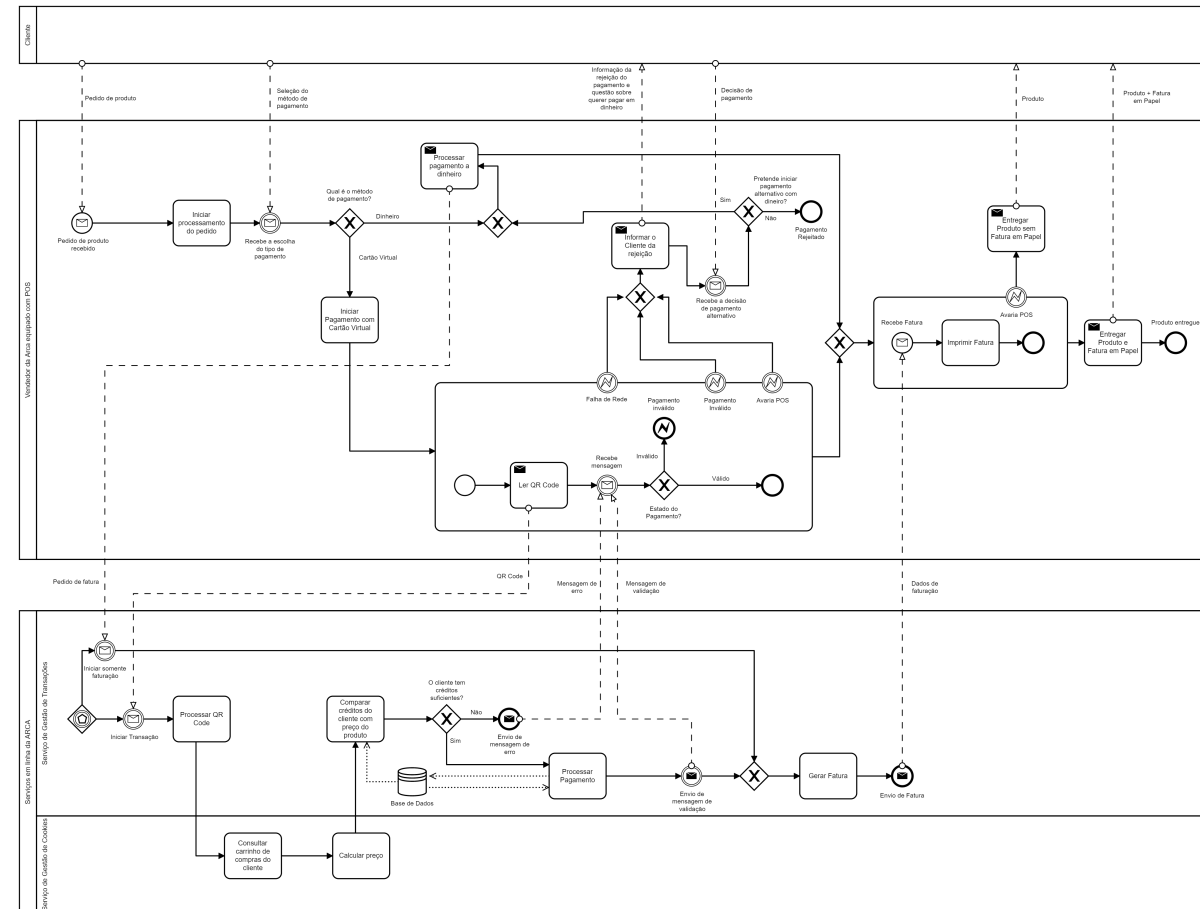 Cliente
Pedido de produto
Seleção do
método de
pagamento
Informação da
rejeição do
pagamento e
questão sobre
querer pagar em
dinheiro
Decisão de
pagamento
Produto
Produto + Fatura
em Papel
Vendedor da Arca equipado com POS
Pedido de produto
recebido
Iniciar
processamento
do pedido
Recebe a escolha
do tipo de
pagamento
Qual é o método
de pagamento?
Dinheiro
Cartão Virtual
Processar
pagamento a
dinheiro
Iniciar
Pagamento com
Cartão Virtual
Informar o
Cliente da
rejeição
Recebe a decisão
de pagamento
alternativo
Pretende iniciar
pagamento
alternativo com
dineiro?
Sim
Não
Pagamento
Rejeitado
Entregar
Produto sem
Fatura em Papel
Avaria POS
Recebe Fatura
Imprimir Fatura
Entregar
Produto e
Fatura em Papel
Produto entregue
Falha de Rede
Pagamento
Inválido
Avaria POS
Pagamento
inválido
Inválido
Recebe
mensagem
Ler QR Code
Válido
Estado do
Pagamento?
Pedido de fatura
QR Code
Mensagem de
erro
Mensagem de
validação
Dados de
faturação
Serviços em linha da ARCA
Serviço de Gestão de Transações
Iniciar somente
faturação
Iniciar Transação
Processar QR
Code
Comparar
créditos do
cliente com
preço do
produto
O cliente tem
créditos
suficientes?
Não
Sim
Envio de
mensagem de
erro
Base de Dados
Processar
Pagamento
Envio de
mensagem de
validação
Gerar Fatura
Envio de Fatura
Serviço de Gestão de Cookies
Consultar
carrinho de
compras do
cliente
Calcular preço